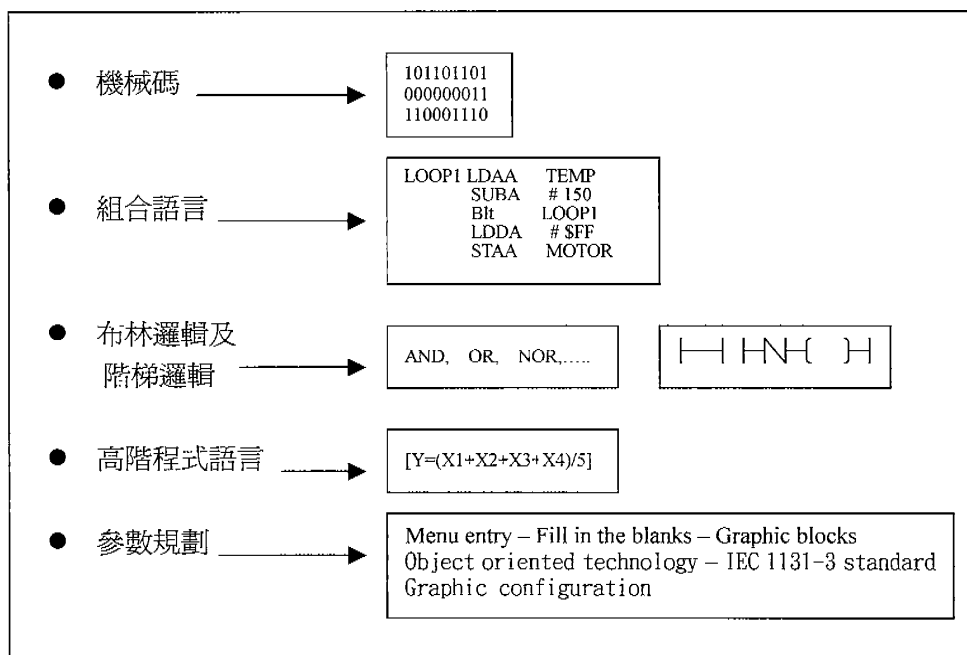 ● 機械碼
101101101
000000011
110001110
● 組合語言
LOOP1 LDAA TEMP
SUBA # 150
Blt LOOP1
LDDA # $FF
STAA MOTOR
● 布林邏輯及
階梯邏輯
AND, OR, NOR,.....
● 高階程式語言
[Y=(X1+X2+X3+X4)/5]
● 參數規劃
Menu entry – Fill in the blanks – Graphic blocks
Object oriented technology – IEC 1131-3 standard
Graphic configuration